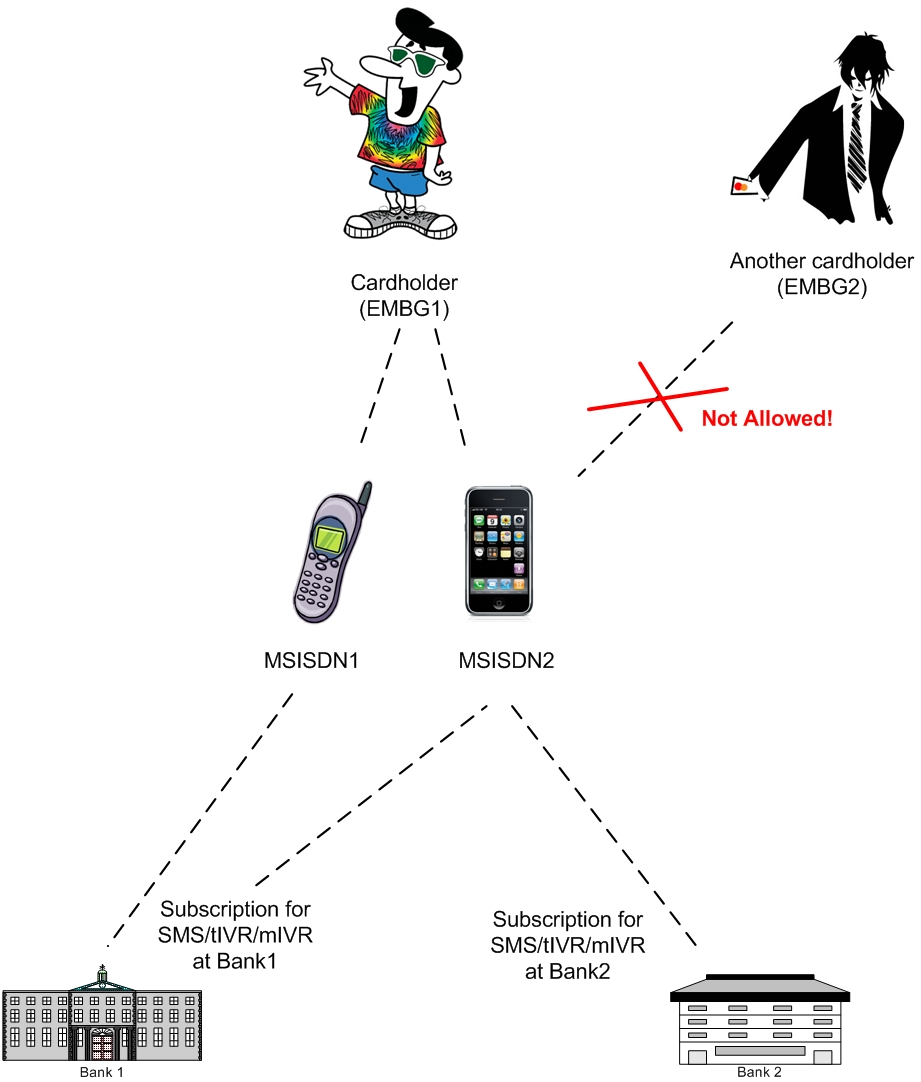 Cardholder
(EMBG1)
Another cardholder
(EMBG2)
Not Allowed!
MSISDN1
MSISDN2
Subscription for
SMS/tIVR/mIVR
at Bank1
Subscription for
SMS/tIVR/mIVR
at Bank2
Bank 1
Bank 2